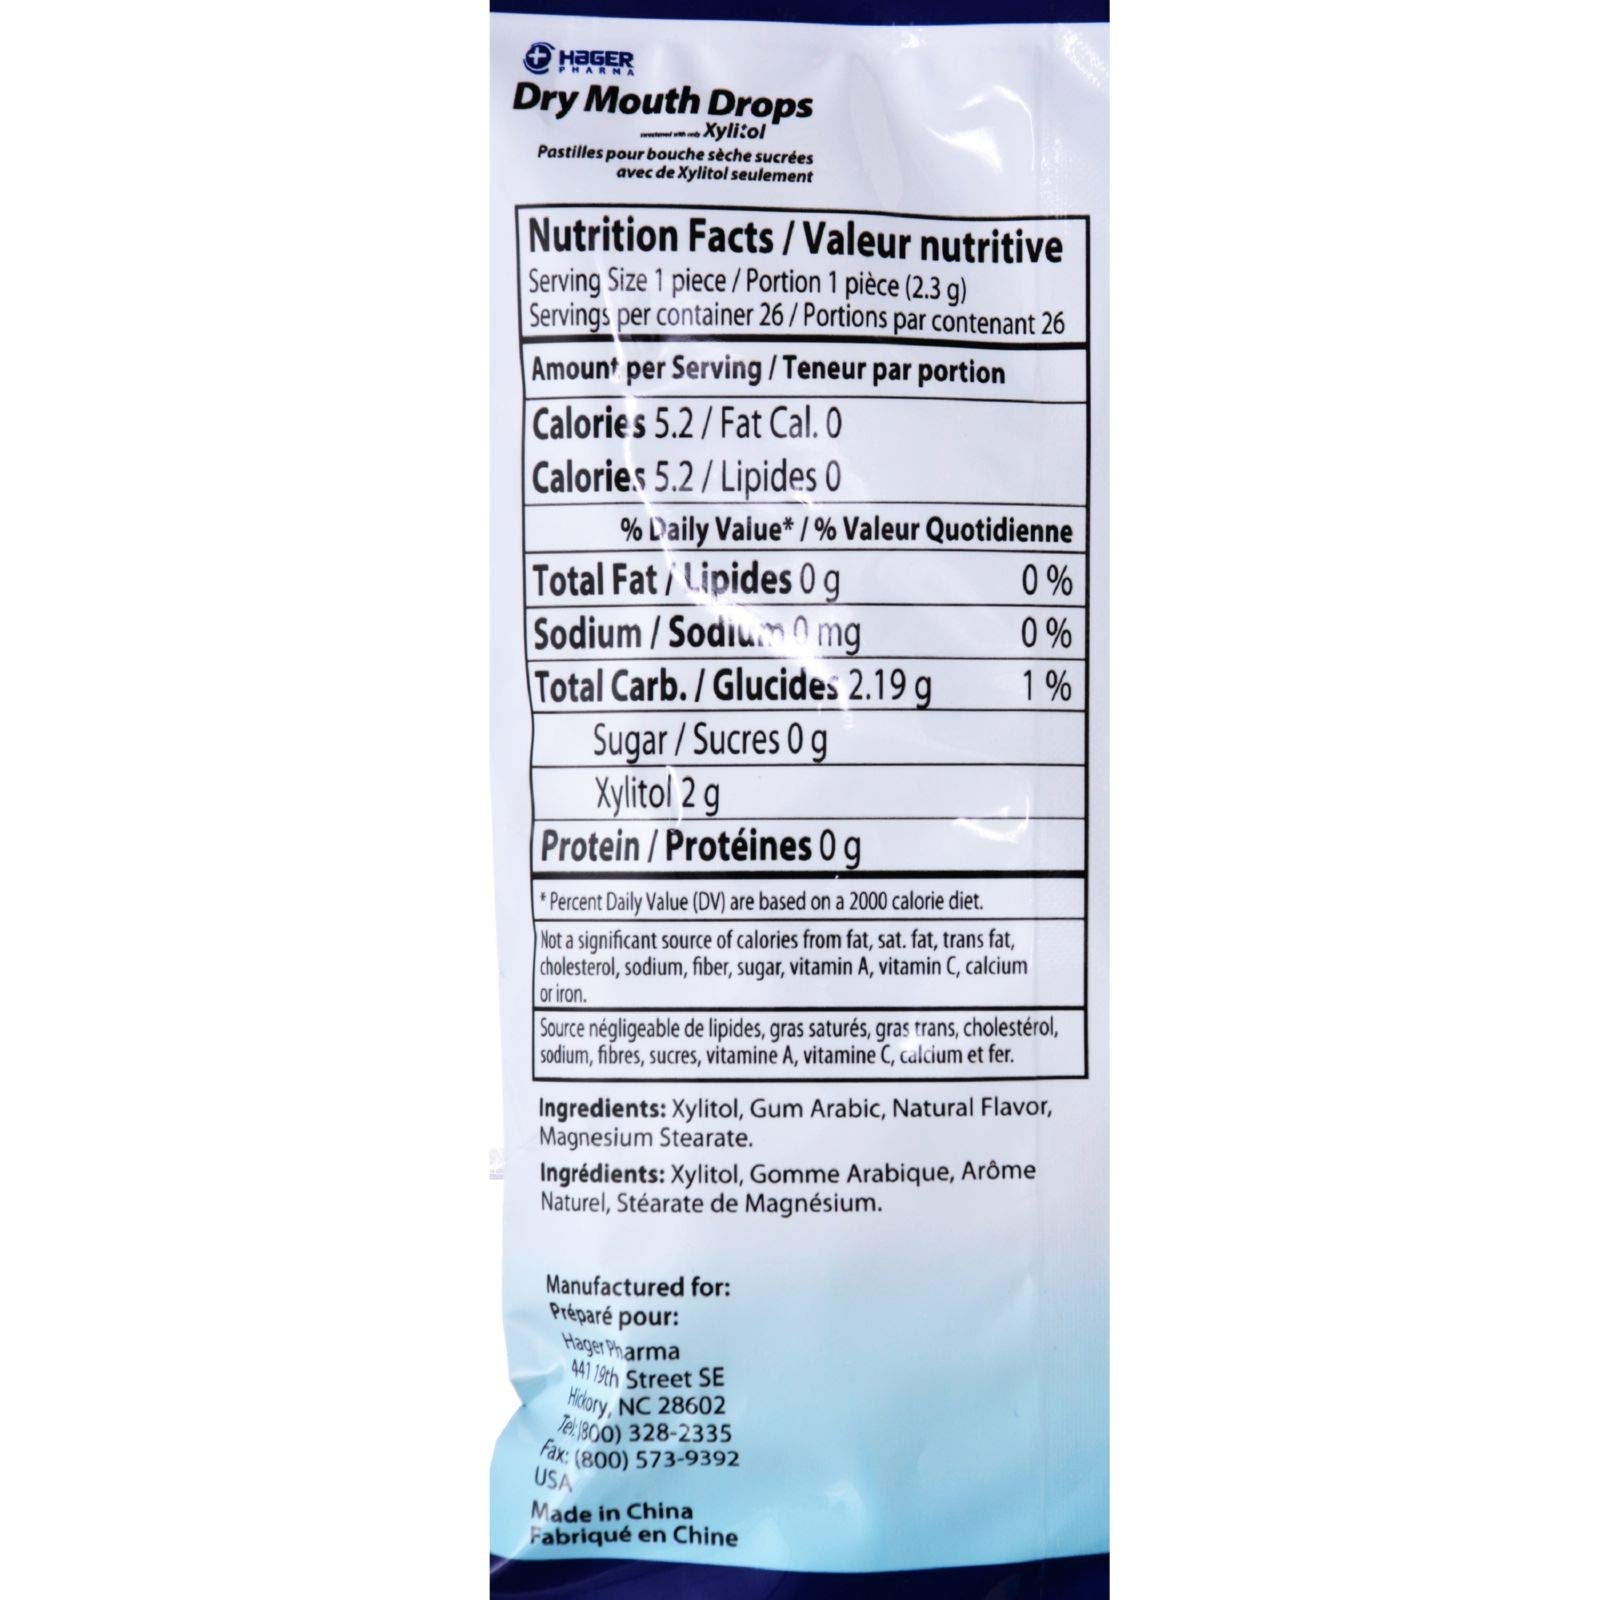 HAGER
PHARMA
Dry Mouth Drops
sweetened with only Xylitol
Pastilles pour bouche sèche sucrées
avec de Xylitol seulement
Nutrition Facts / Valeur nutritive
Serving Size 1 piece / Portion 1 pièce (2.3 g)
Servings per container 26 / Portions par contenant 26
Amount per Serving / Teneur par portion
Calories 5.2 / Fat Cal. 0
Calories 5.2 / Lipides 0
% Daily Value* / % Valeur Quotidienne
Total Fat / Lipides 0 g 0 %
Sodium / Sodium 0 mg 0 %
Total Carb. / Glucides 2.19 g 1 %
Sugar / Sucres 0 g
Xylitol 2 g
Protein / Protéines 0 g
* Percent Daily Value (DV) are based on a 2000 calorie diet.
Not a significant source of calories from fat, sat. fat, trans fat,
cholesterol, sodium, fiber, sugar, vitamin A, vitamin C, calcium
or iron.
Source négligeable de lipides, gras saturés, gras trans, cholestérol,
sodium, fibres, sucres, vitamine A, vitamine C, calcium et fer.
Ingredients: Xylitol, Gum Arabic, Natural Flavor,
Magnesium Stearate.
Ingrédients: Xylitol, Gomme Arabique, Arôme
Naturel, Stéarate de Magnésium.
Manufactured for:
Préparé pour:
Hager Pharma
441 19th Street SE
Hickory, NC 28602
Tel: (800) 328-2335
Fax: (800) 573-9392
USA
Made in China
Fabriqué en Chine